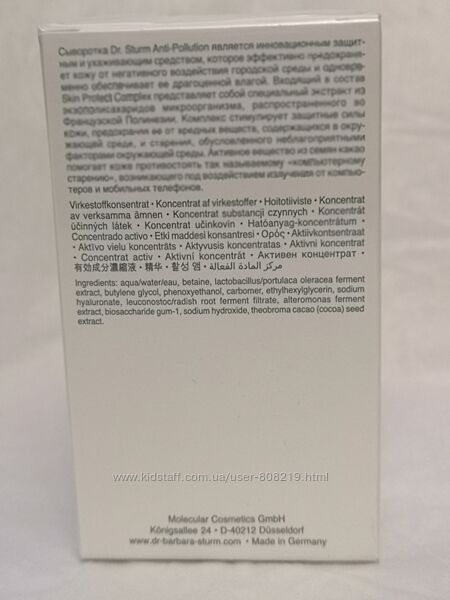 Сыворотка Dr. Sturm Anti-Pollution является инновационным защит-
ным и ухаживающим средством, которое эффективно предохраня-
ет кожу от негативного воздействия городской среды и одновре-
менно обеспечивает ее драгоценной влагой. Входящий в состав
Skin Protect Complex представляет собой специальный экстракт из
экзополисахаридов микроорганизма, распространенного во
Французской Полинезии. Комплекс стимулирует защитные силы
кожи, предохраняя ее от вредных веществ, содержащихся в окру-
жающей среде, и старения, обусловленного неблагоприятными
факторами окружающей среды. Активное вещество из семян какао
помогает коже противостоять так называемому «компьютерному
старению», возникающего под воздействием излучения от компью-
теров и мобильных телефонов.
Virkestoffkonsentrat • Koncentrat af virkestoffer • Hoitotiiviste • Koncentrat
av verksamma ämnen • Koncentrat substancji czynnych • Koncentrát
účinných látek • Koncentrat učinkovin • Hatóanyag-koncentrátum •
Concentrado activo • Etki maddesi konsantresi • Ορός • Aktivkontsentraat
• Aktīvo vielu koncentrāts • Aktyvusis koncentratas • Aktivni koncentrat
• Concentrat activ • Aktivní koncentrát • Активен концентрат •
有効成分濃縮液 • 精华 • 활성 앰 • مركز المادة الفعالة
Ingredients: aqua/water/eau, betaine, lactobacillus/portulaca oleracea ferment
extract, butylene glycol, phenoxyethanol, carbomer, ethylhexylglycerin, sodium
hyaluronate, leuconostoc/radish root ferment filtrate, alteromonas ferment
extract, biosaccharide gum-1, sodium hydroxide, theobroma cacao (cocoa) seed
extract.
www.kidstaff.com.ua/user-808219.html
Molecular Cosmetics GmbH
Königsallee 24 • D-40212 Düsseldorf
www.dr-barbara-sturm.com • Made in Germany